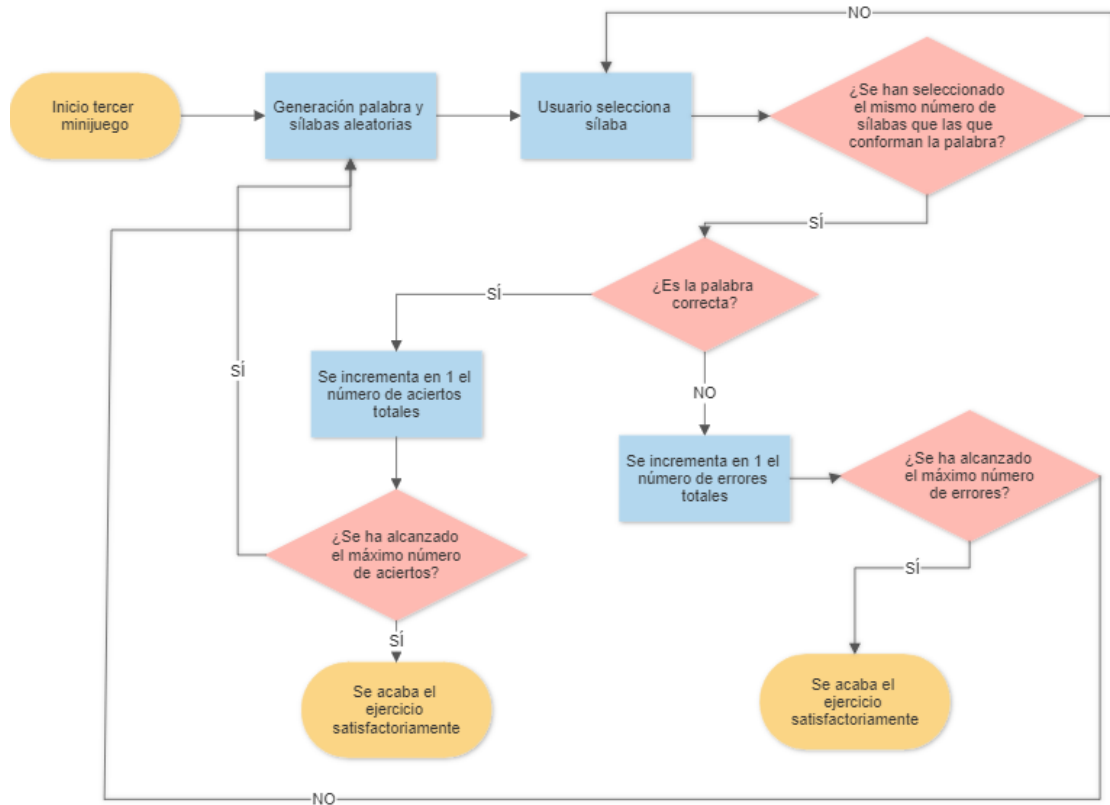 NO
Inicio tercer
minijuego
Generación palabra y
sílabas aleatorias
Usuario selecciona
sílaba
¿Se han seleccionado
el mismo número de
sílabas que las que
conforman la palabra?
SÍ
¿Es la palabra
correcta?
SÍ
SÍ
Se incrementa en 1 el
número de aciertos
totales
NO
Se incrementa en 1 el
número de errores
totales
¿Se ha alcanzado
el máximo número
de errores?
¿Se ha alcanzado
el máximo número
de aciertos?
SÍ
SÍ
Se acaba el
ejercicio
satisfactoriamente
Se acaba el
ejercicio
satisfactoriamente
NO